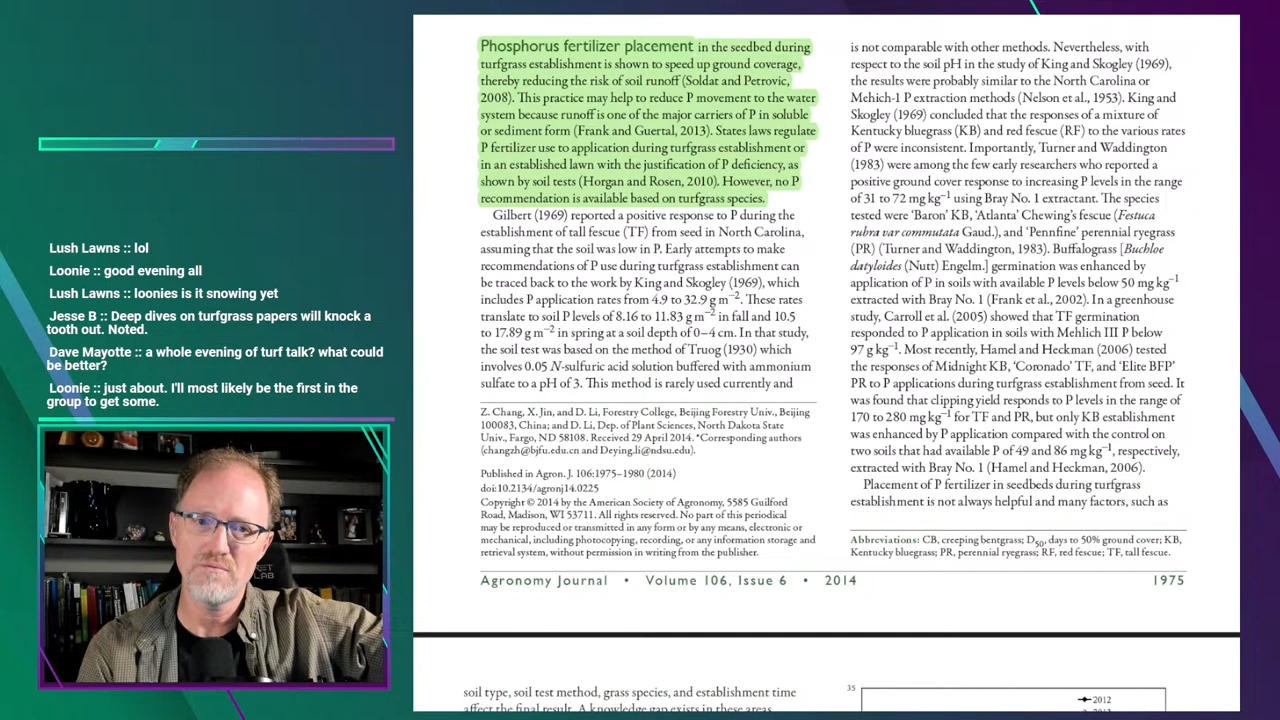 Lush Lawns :: lol
Loonie :: good evening all
Lush Lawns :: loonies is it snowing yet
Jesse B :: Deep dives on turfgrass papers will knock a
tooth out. Noted.
Dave Mayotte :: a whole evening of turf talk? what could
be better?
Loonie :: just about. I'll most likely be the first in the
group to get some.
Phosphorus fertilizer placement in the seedbed during
turfgrass establishment is shown to speed up ground coverage,
thereby reducing the risk of soil runoff (Soldat and Petrovic,
2008). This practice may help to reduce P movement to the water
system because runoff is one of the major carriers of P in soluble
or sediment form (Frank and Guertal, 2013). States laws regulate
P fertilizer use to application during turfgrass establishment or
in an established lawn with the justification of P deficiency, as
shown by soil tests (Horgan and Rosen, 2010). However, no P
recommendation is available based on turfgrass species.
Gilbert (1969) reported a positive response to P during the
establishment of tall fescue (TF) from seed in North Carolina,
assuming that the soil was low in P. Early attempts to make
recommendations of P use during turfgrass establishment can
be traced back to the work by King and Skogley (1969), which
includes P application rates from 4.9 to 32.9 g m⁻². These rates
translate to soil P levels of 8.16 to 11.83 g m⁻² in fall and 10.5
to 17.89 g m⁻² in spring at a soil depth of 0–4 cm. In that study,
the soil test was based on the method of Truog (1930) which
involves 0.05 N-sulfuric acid solution buffered with ammonium
sulfate to a pH of 3. This method is rarely used currently and
Z. Chang, X. Jin, and D. Li, Forestry College, Beijing Forestry Univ., Beijing
100083, China; and D. Li, Dep. of Plant Sciences, North Dakota State
Univ., Fargo, ND 58108. Received 29 April 2014. *Corresponding authors
(changzh@bjfu.edu.cn and Deying.li@ndsu.edu).
Published in Agron. J. 106:1975–1980 (2014)
doi:10.2134/agronj14.0225
Copyright © 2014 by the American Society of Agronomy, 5585 Guilford
Road, Madison, WI 53711. All rights reserved. No part of this periodical
may be reproduced or transmitted in any form or by any means, electronic or
mechanical, including photocopying, recording, or any information storage and
retrieval system, without permission in writing from the publisher.
is not comparable with other methods. Nevertheless, with
respect to the soil pH in the study of King and Skogley (1969),
the results were probably similar to the North Carolina or
Mehich-1 P extraction methods (Nelson et al., 1953). King and
Skogley (1969) concluded that the responses of a mixture of
Kentucky bluegrass (KB) and red fescue (RF) to the various rates
of P were inconsistent. Importantly, Turner and Waddington
(1983) were among the few early researchers who reported a
positive ground cover response to increasing P levels in the range
of 31 to 72 mg kg⁻¹ using Bray No. 1 extractant. The species
tested were 'Baron' KB, 'Atlanta' Chewing's fescue (Festuca
rubra var commutata Gaud.), and 'Pennfine' perennial ryegrass
(PR) (Turner and Waddington, 1983). Buffalograss [Buchloe
datyloides (Nutt) Engelm.] germination was enhanced by
application of P in soils with available P levels below 50 mg kg⁻¹
extracted with Bray No. 1 (Frank et al., 2002). In a greenhouse
study, Carroll et al. (2005) showed that TF germination
responded to P application in soils with Mehlich III P below
97 g kg⁻¹. Most recently, Hamel and Heckman (2006) tested
the responses of Midnight KB, 'Coronado' TF, and 'Elite BFP'
PR to P applications during turfgrass establishment from seed. It
was found that clipping yield responds to P levels in the range of
170 to 280 mg kg⁻¹ for TF and PR, but only KB establishment
was enhanced by P application compared with the control on
two soils that had available P of 49 and 86 mg kg⁻¹, respectively,
extracted with Bray No. 1 (Hamel and Heckman, 2006).
Placement of P fertilizer in seedbeds during turfgrass
establishment is not always helpful and many factors, such as
Abbreviations: CB, creeping bentgrass; D₅₀, days to 50% ground cover; KB,
Kentucky bluegrass; PR, perennial ryegrass; RF, red fescue; TF, tall fescue.
Agronomy Journal • Volume 106, Issue 6 • 2014 1975
soil type, soil test method, grass species, and establishment time
affect the final result. A knowledge gap exists in these areas
35
2012